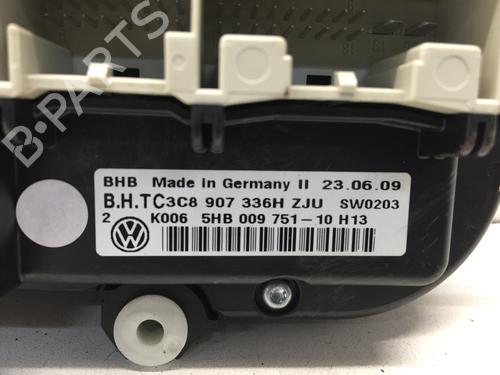 B-PARTS
BHB Made in Germany II 23.06.09
B.H.TC3C8 907 336H ZJU SW0203
2 K006 5HB 009 751-10 H13